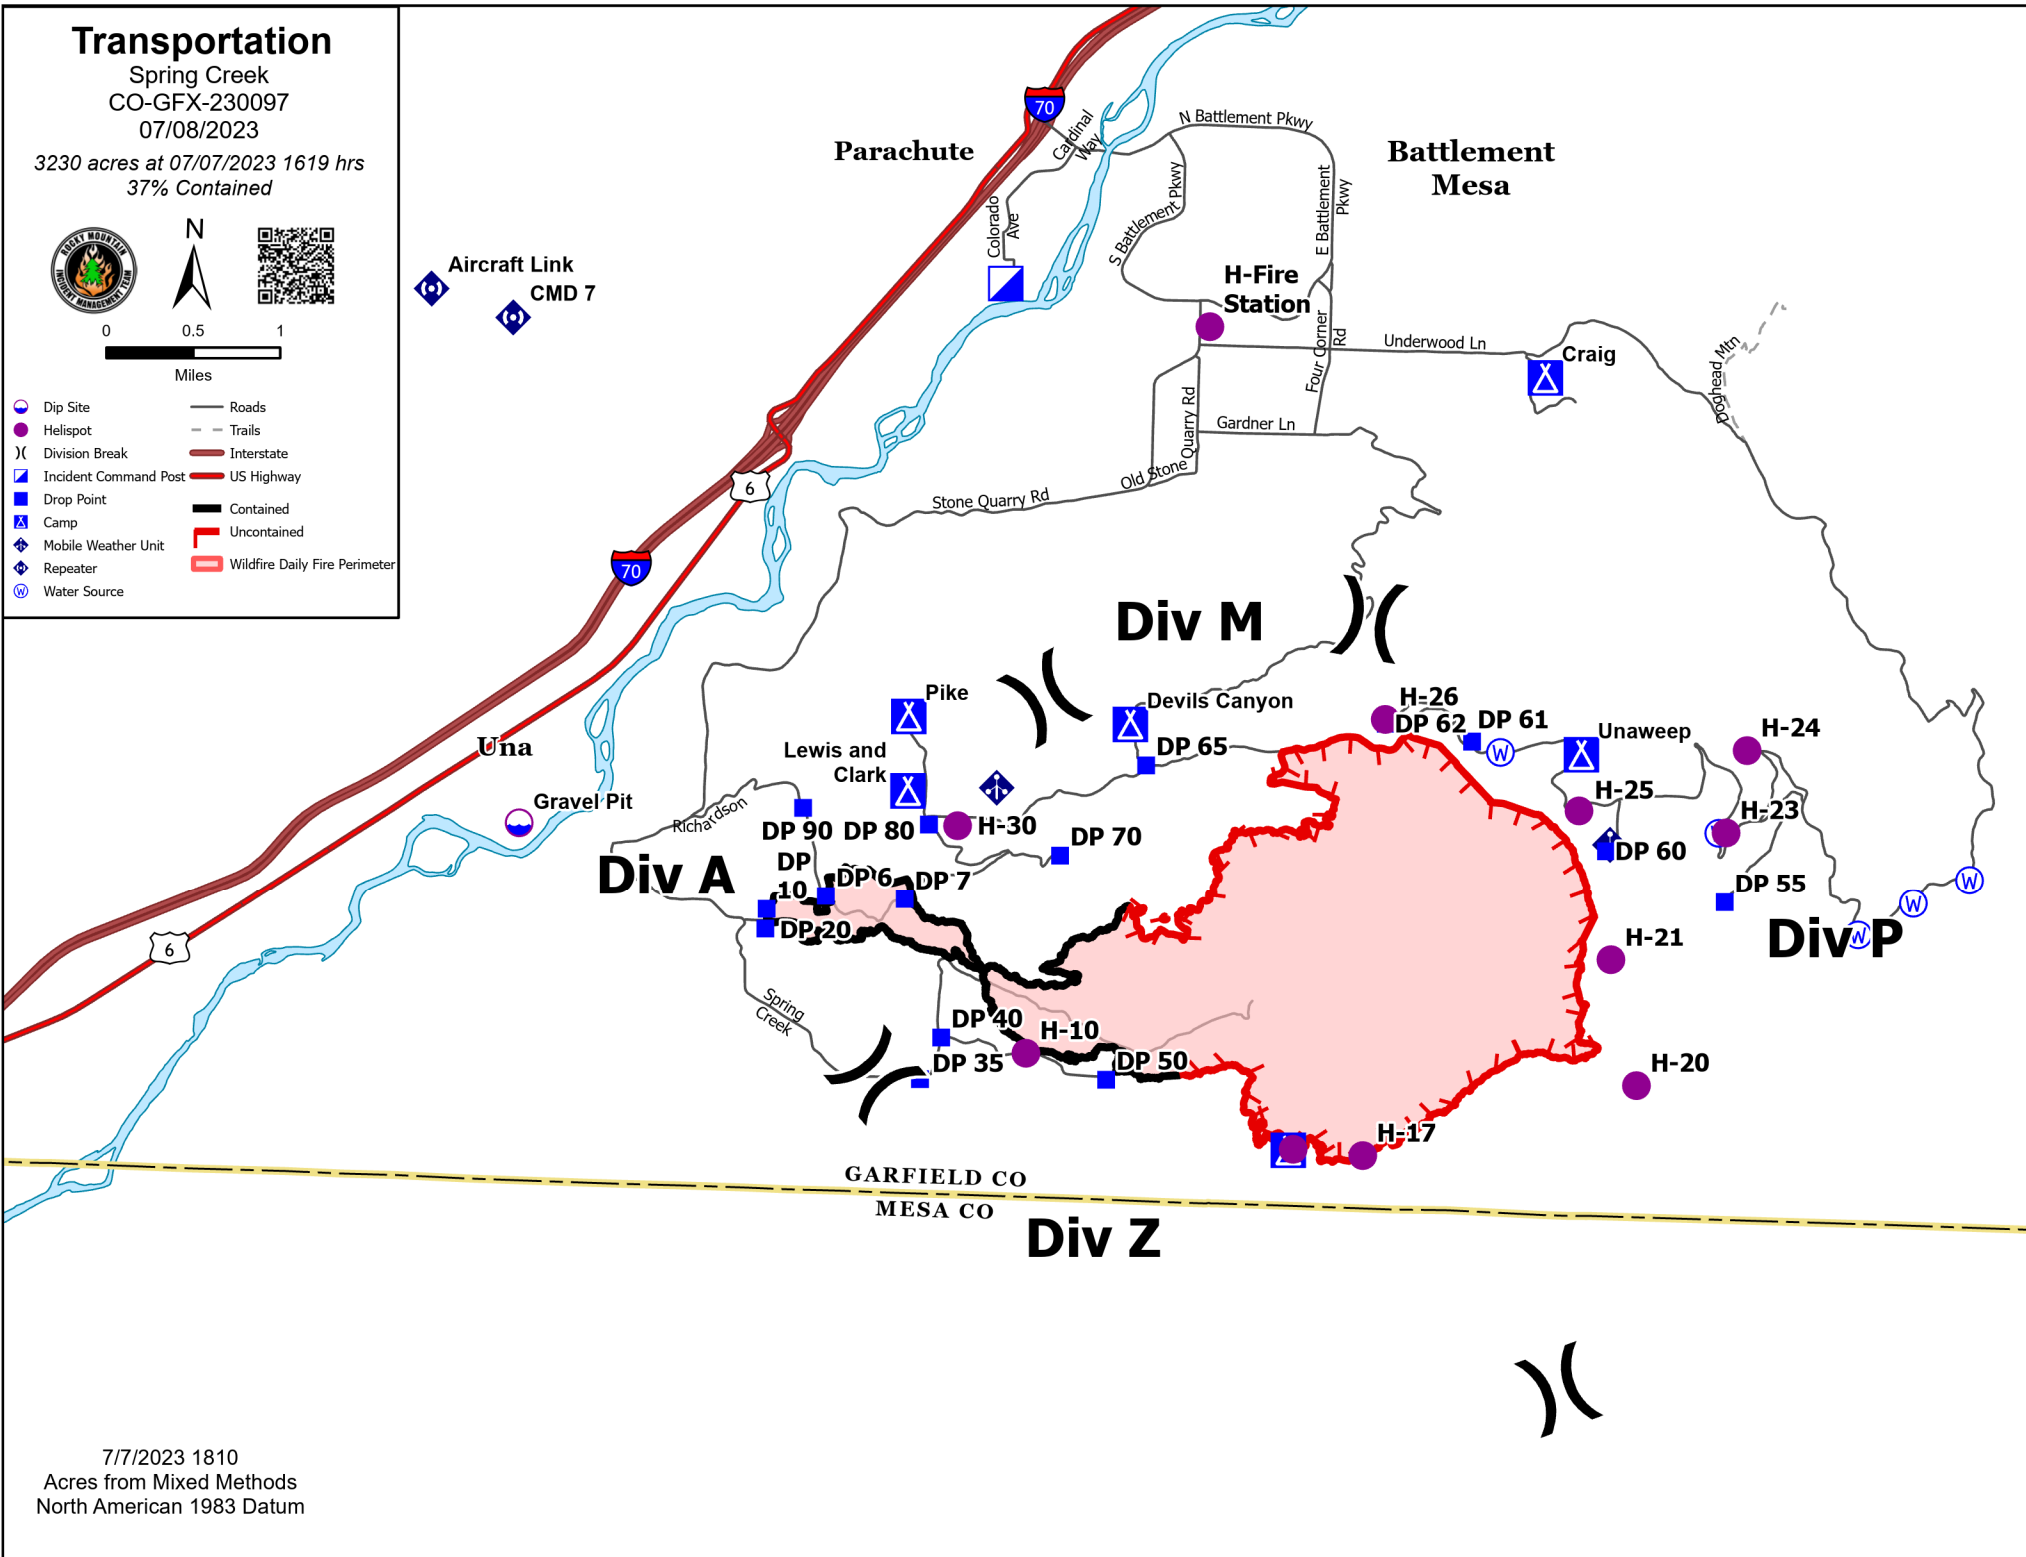 Transportation
Spring Creek
CO-GFX-230097
07/08/2023
3230 acres at 07/07/2023 1619 hrs
37% Contained
ROCKY MOUNTAIN
INCIDENT MANAGEMENT TEAM
N
0 0.5 1
Miles
Dip Site
Helispot
Division Break
Incident Command Post
Drop Point
Camp
Mobile Weather Unit
Repeater
Water Source
Roads
Trails
Interstate
US Highway
Contained
Uncontained
Wildfire Daily Fire Perimeter
Aircraft Link
CMD 7
Parachute
Battlement
Mesa
70
Cardinal
Way
N Battlement Pkwy
S Battlement Pkwy
E Battlement
Pkwy
Colorado
Ave
H-Fire
Station
Four Corner
Rd
Underwood Ln
Craig
Doghead Mtn
Quarry Rd
Gardner Ln
Old Stone
Stone Quarry Rd
6
70
Div M
Pike
Devils Canyon
H-26
DP 62
DP 61
W
Unaweep
H-24
Una
Lewis and
Clark
DP 65
Gravel Pit
Richardson
DP 90
DP 80
H-30
DP 70
H-25
H-23
DP 60
Div A
DP
10
DP 6
DP 7
DP 55
W
W
W
DP 20
Div P
H-21
6
Spring
Creek
DP 40
H-10
DP 35
DP 50
H-20
H-17
GARFIELD CO
MESA CO
Div Z
7/7/2023 1810
Acres from Mixed Methods
North American 1983 Datum